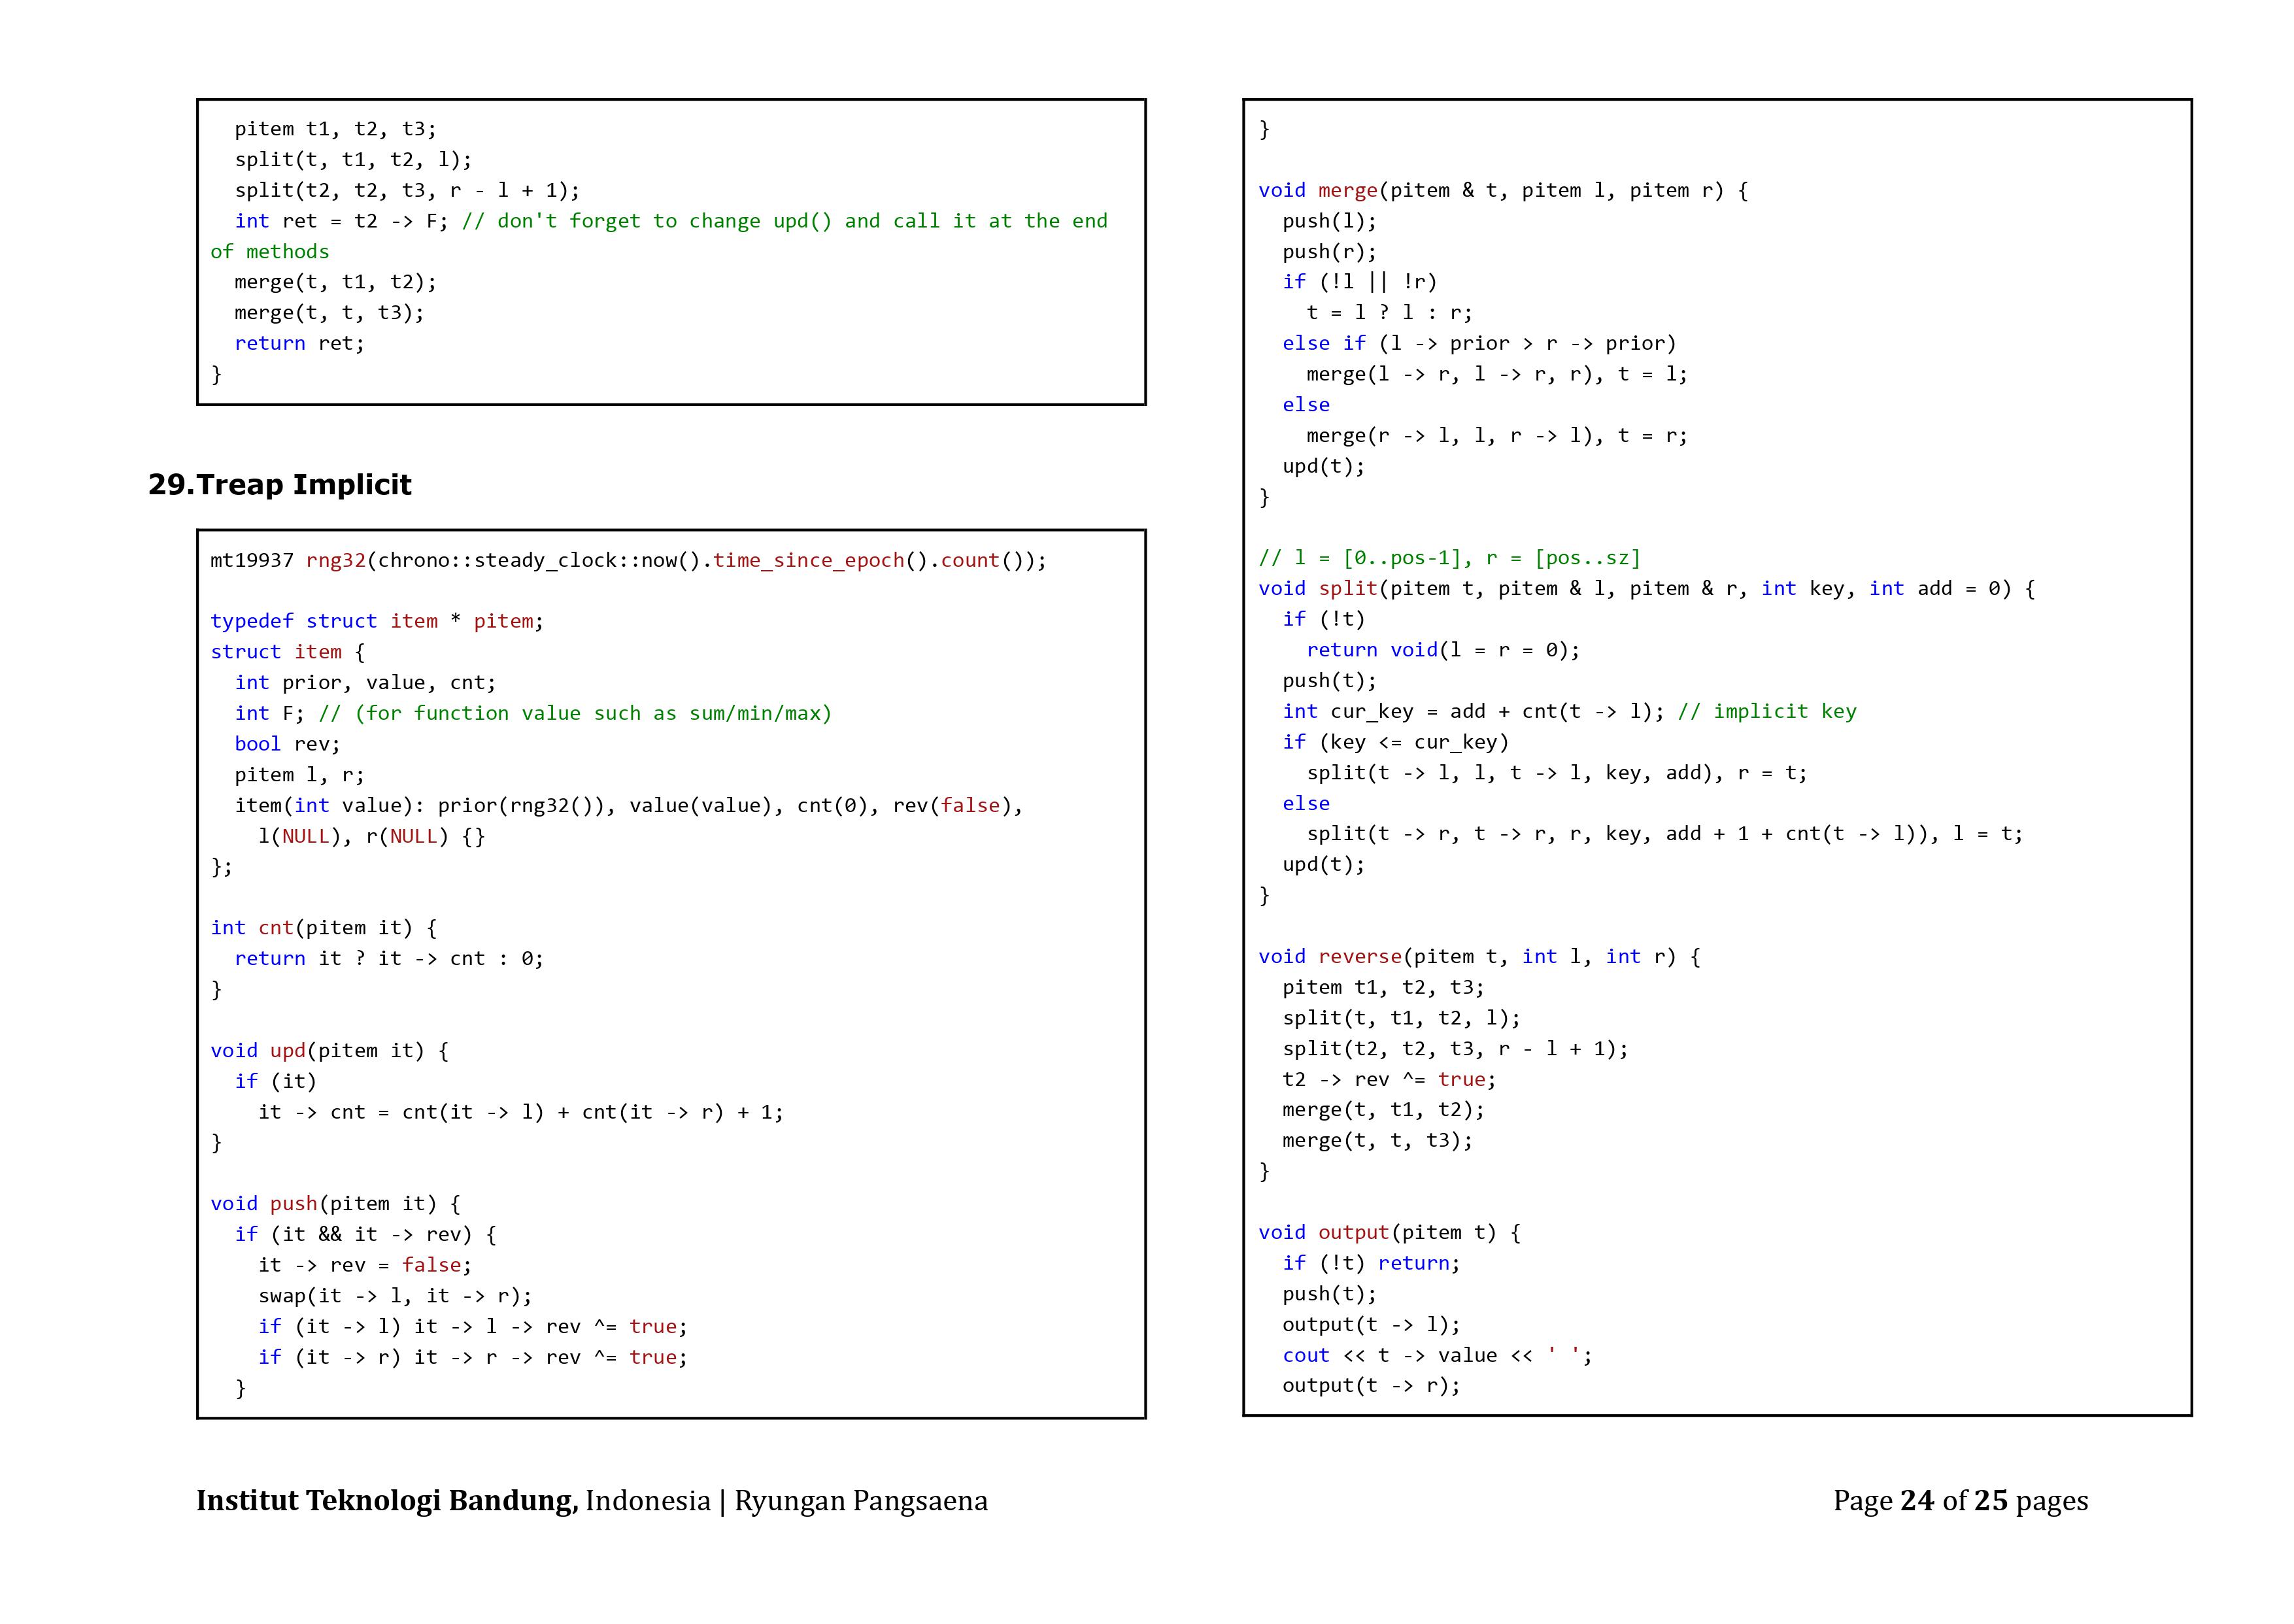 pitem t1, t2, t3;
  split(t, t1, t2, l);
  split(t2, t2, t3, r - l + 1);
  int ret = t2 -> F; // don't forget to change upd() and call it at the end
of methods
  merge(t, t1, t2);
  merge(t, t, t3);
  return ret;
}
29.Treap Implicit
mt19937 rng32(chrono::steady_clock::now().time_since_epoch().count());
typedef struct item * pitem;
struct item {
  int prior, value, cnt;
  int F; // (for function value such as sum/min/max)
  bool rev;
  pitem l, r;
  item(int value): prior(rng32()), value(value), cnt(0), rev(false),
    l(NULL), r(NULL) {}
};
int cnt(pitem it) {
  return it ? it -> cnt : 0;
}
void upd(pitem it) {
  if (it)
    it -> cnt = cnt(it -> l) + cnt(it -> r) + 1;
}
void push(pitem it) {
  if (it && it -> rev) {
    it -> rev = false;
    swap(it -> l, it -> r);
    if (it -> l) it -> l -> rev ^= true;
    if (it -> r) it -> r -> rev ^= true;
  }
}
void merge(pitem & t, pitem l, pitem r) {
  push(l);
  push(r);
  if (!l || !r)
    t = l ? l : r;
  else if (l -> prior > r -> prior)
    merge(l -> r, l -> r, r), t = l;
  else
    merge(r -> l, l, r -> l), t = r;
  upd(t);
}
// l = [0..pos-1], r = [pos..sz]
void split(pitem t, pitem & l, pitem & r, int key, int add = 0) {
  if (!t)
    return void(l = r = 0);
  push(t);
  int cur_key = add + cnt(t -> l); // implicit key
  if (key <= cur_key)
    split(t -> l, l, t -> l, key, add), r = t;
  else
    split(t -> r, t -> r, r, key, add + 1 + cnt(t -> l)), l = t;
  upd(t);
}
void reverse(pitem t, int l, int r) {
  pitem t1, t2, t3;
  split(t, t1, t2, l);
  split(t2, t2, t3, r - l + 1);
  t2 -> rev ^= true;
  merge(t, t1, t2);
  merge(t, t, t3);
}
void output(pitem t) {
  if (!t) return;
  push(t);
  output(t -> l);
  cout << t -> value << ' ';
  output(t -> r);
Institut Teknologi Bandung, Indonesia | Ryungan Pangsaena
Page 24 of 25 pages